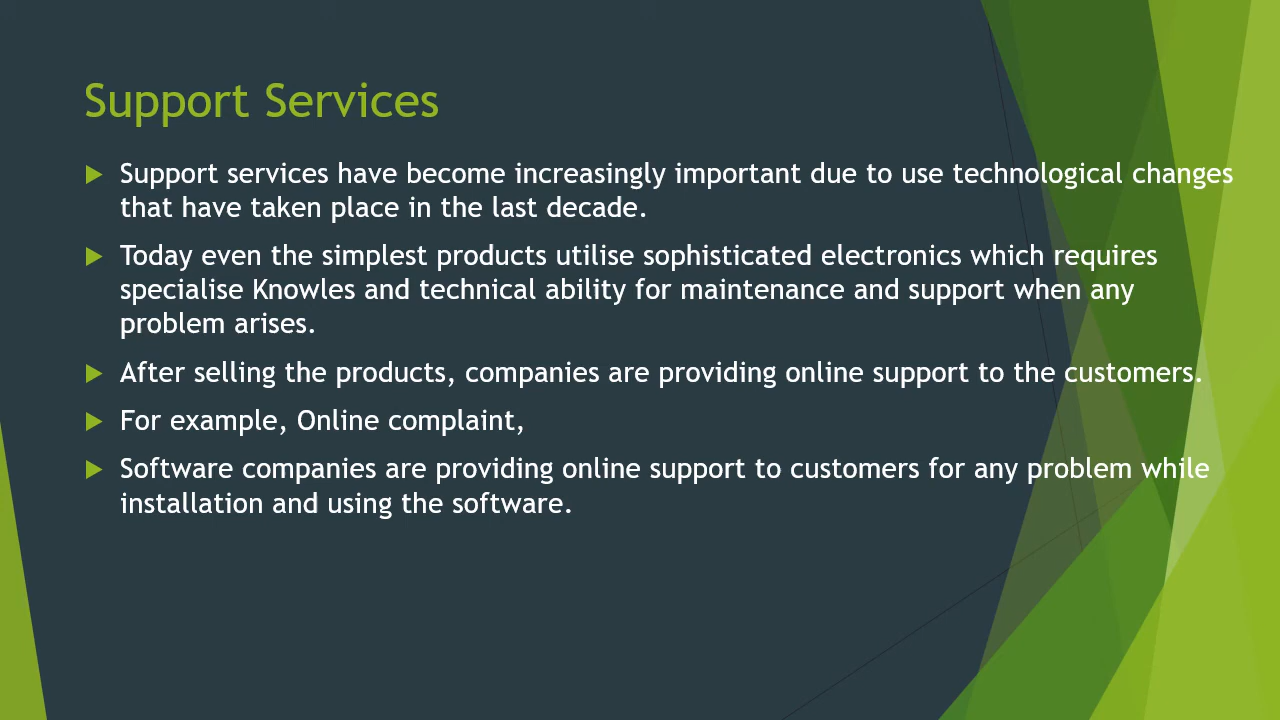 Support Services
Support services have become increasingly important due to use technological changes
that have taken place in the last decade.
Today even the simplest products utilise sophisticated electronics which requires
specialise Knowles and technical ability for maintenance and support when any
problem arises.
After selling the products, companies are providing online support to the customers.
For example, Online complaint,
Software companies are providing online support to customers for any problem while
installation and using the software.